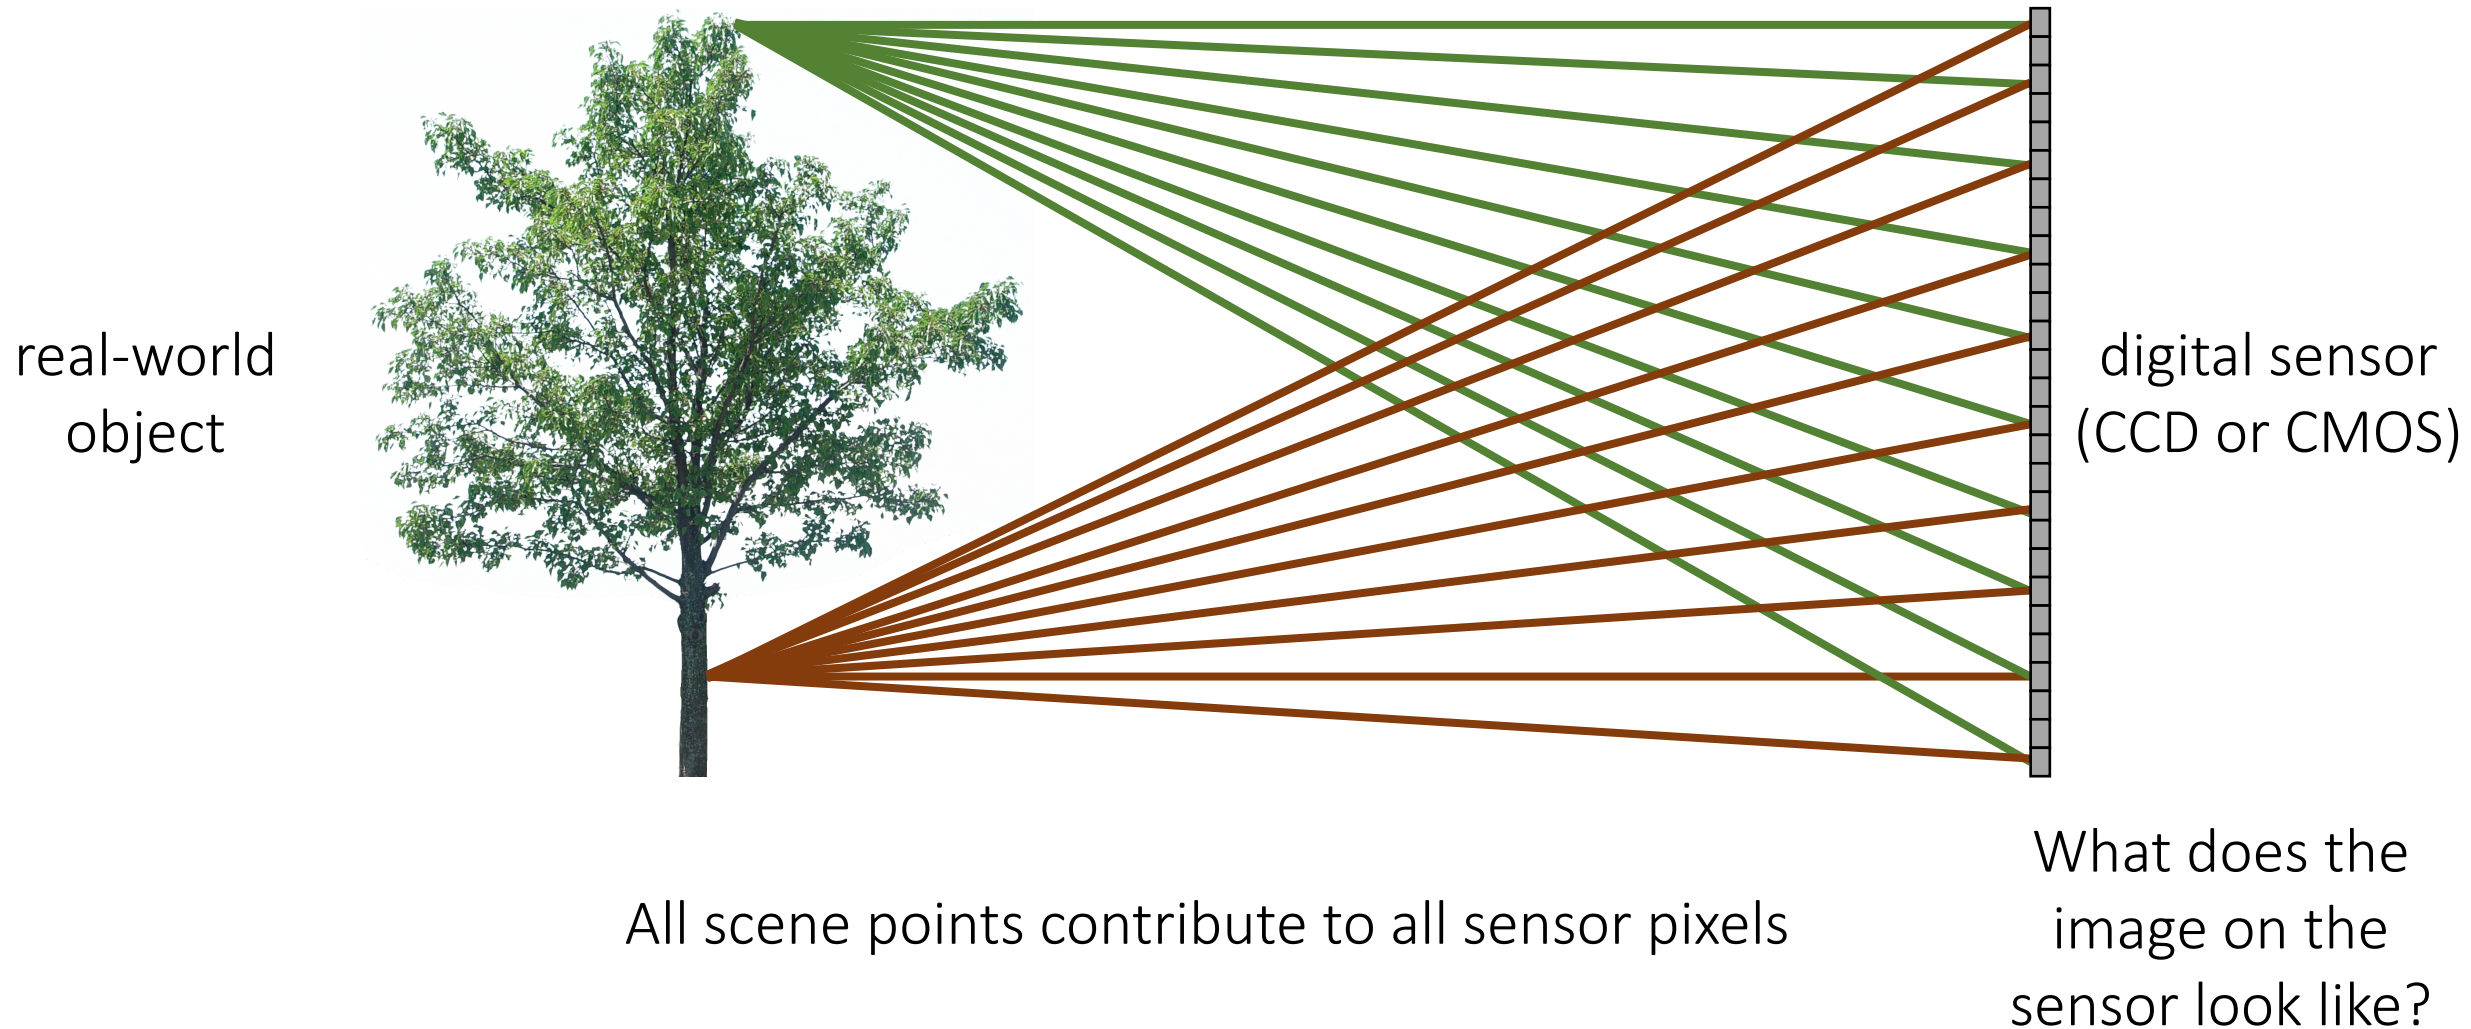 real-world
object
digital sensor
(CCD or CMOS)
All scene points contribute to all sensor pixels
What does the
image on the
sensor look like?